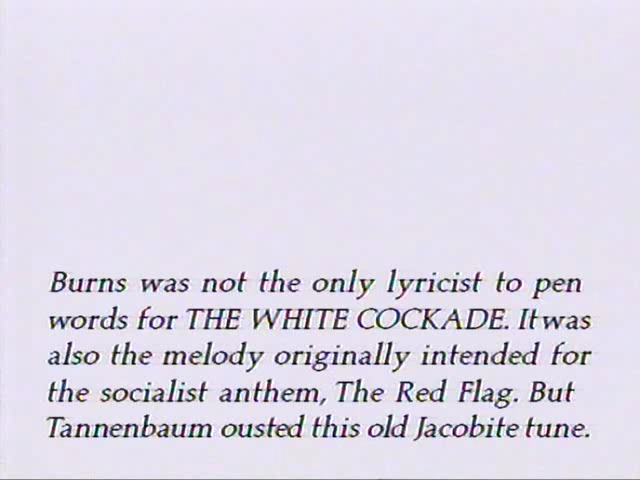 Burns was not the only lyricist to pen
words for THE WHITE COCKADE. It was
also the melody originally intended for
the socialist anthem, The Red Flag. But
Tannenbaum ousted this old Jacobite tune.